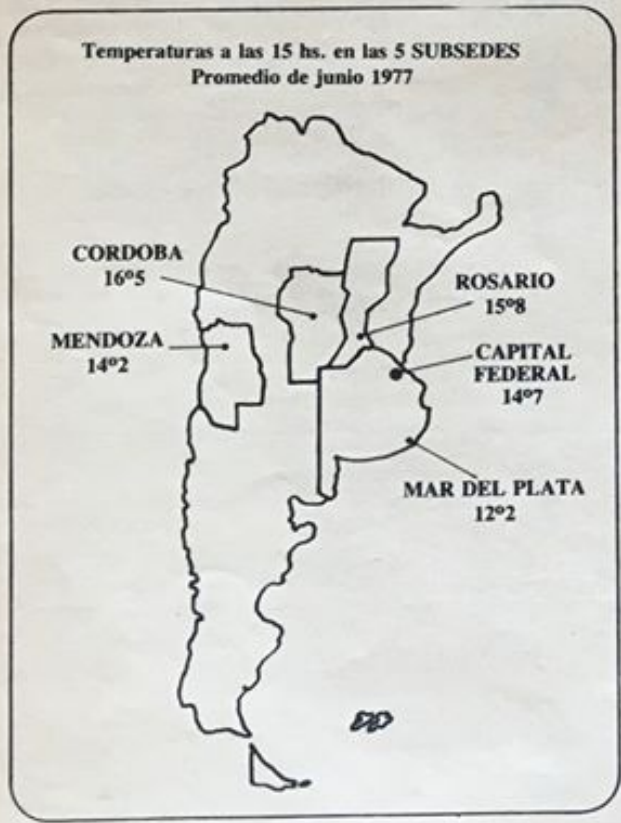 Temperaturas a las 15 hs. en las 5 SUBSEDES
Promedio de junio 1977
CORDOBA
16º5
ROSARIO
15º8
MENDOZA
14º2
CAPITAL
FEDERAL
14º7
MAR DEL PLATA
12º2